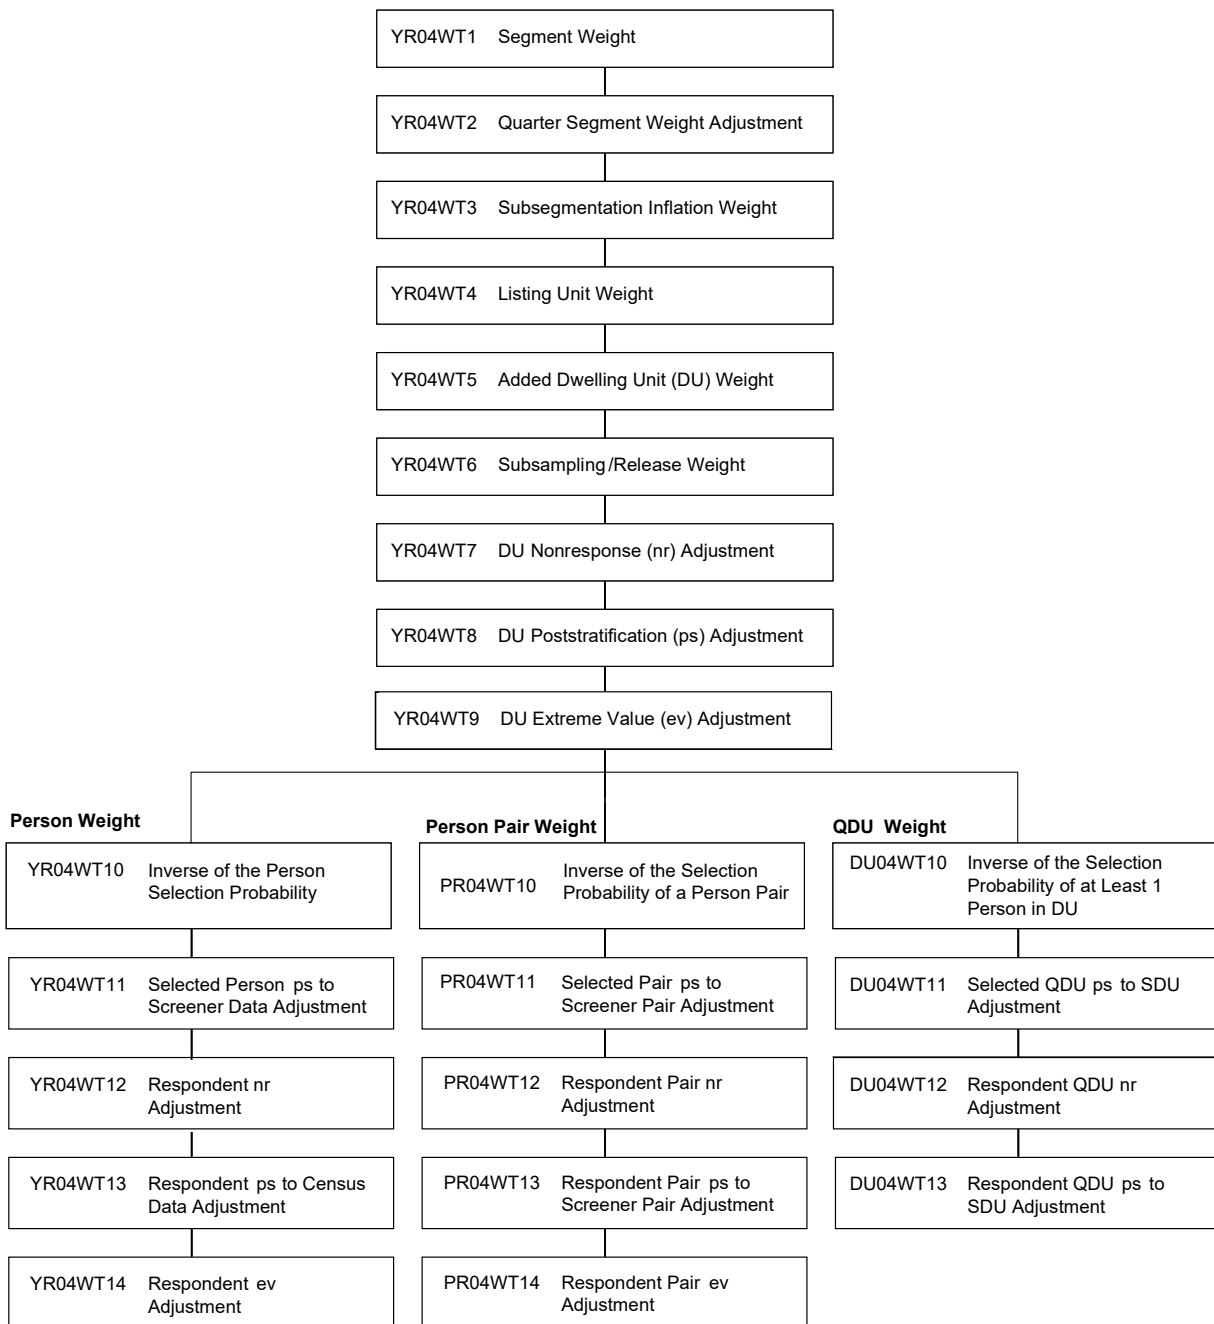 YR04WT1 Segment Weight
YR04WT2 Quarter Segment Weight Adjustment
YR04WT3 Subsegmentation Inflation Weight
YR04WT4 Listing Unit Weight
YR04WT5 Added Dwelling Unit (DU) Weight
YR04WT6 Subsampling/Release Weight
YR04WT7 DU Nonresponse (nr) Adjustment
YR04WT8 DU Poststratification (ps) Adjustment
YR04WT9 DU Extreme Value (ev) Adjustment
Person Weight
YR04WT10 Inverse of the Person
Selection Probability
YR04WT11 Selected Person ps to
Screener Data Adjustment
YR04WT12 Respondent nr
Adjustment
YR04WT13 Respondent ps to Census
Data Adjustment
YR04WT14 Respondent ev
Adjustment
Person Pair Weight
PR04WT10 Inverse of the Selection
Probability of a Person Pair
PR04WT11 Selected Pair ps to
Screener Pair Adjustment
PR04WT12 Respondent Pair nr
Adjustment
PR04WT13 Respondent Pair ps to
Screener Pair Adjustment
PR04WT14 Respondent Pair ev
Adjustment
QDU Weight
DU04WT10 Inverse of the Selection
Probability of at Least 1
Person in DU
DU04WT11 Selected QDU ps to SDU
Adjustment
DU04WT12 Respondent QDU nr
Adjustment
DU04WT13 Respondent QDU ps to
SDU Adjustment